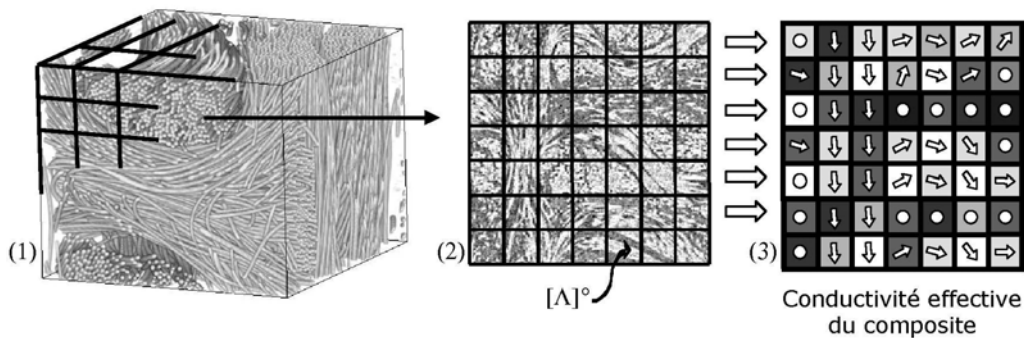 (1)
(2)
(3)
[Λ]°
Conductivité effective
du composite